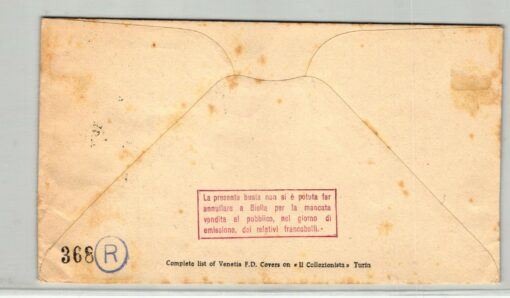 La presente busta non si è potuta far
annullare a Biella per la mancata
vendita al pubblico, nel giorno di
emissione, dei relativi francobolli.-
368 R
Complete list of Venetia F.D. Covers on «Il Collezionista» Turin